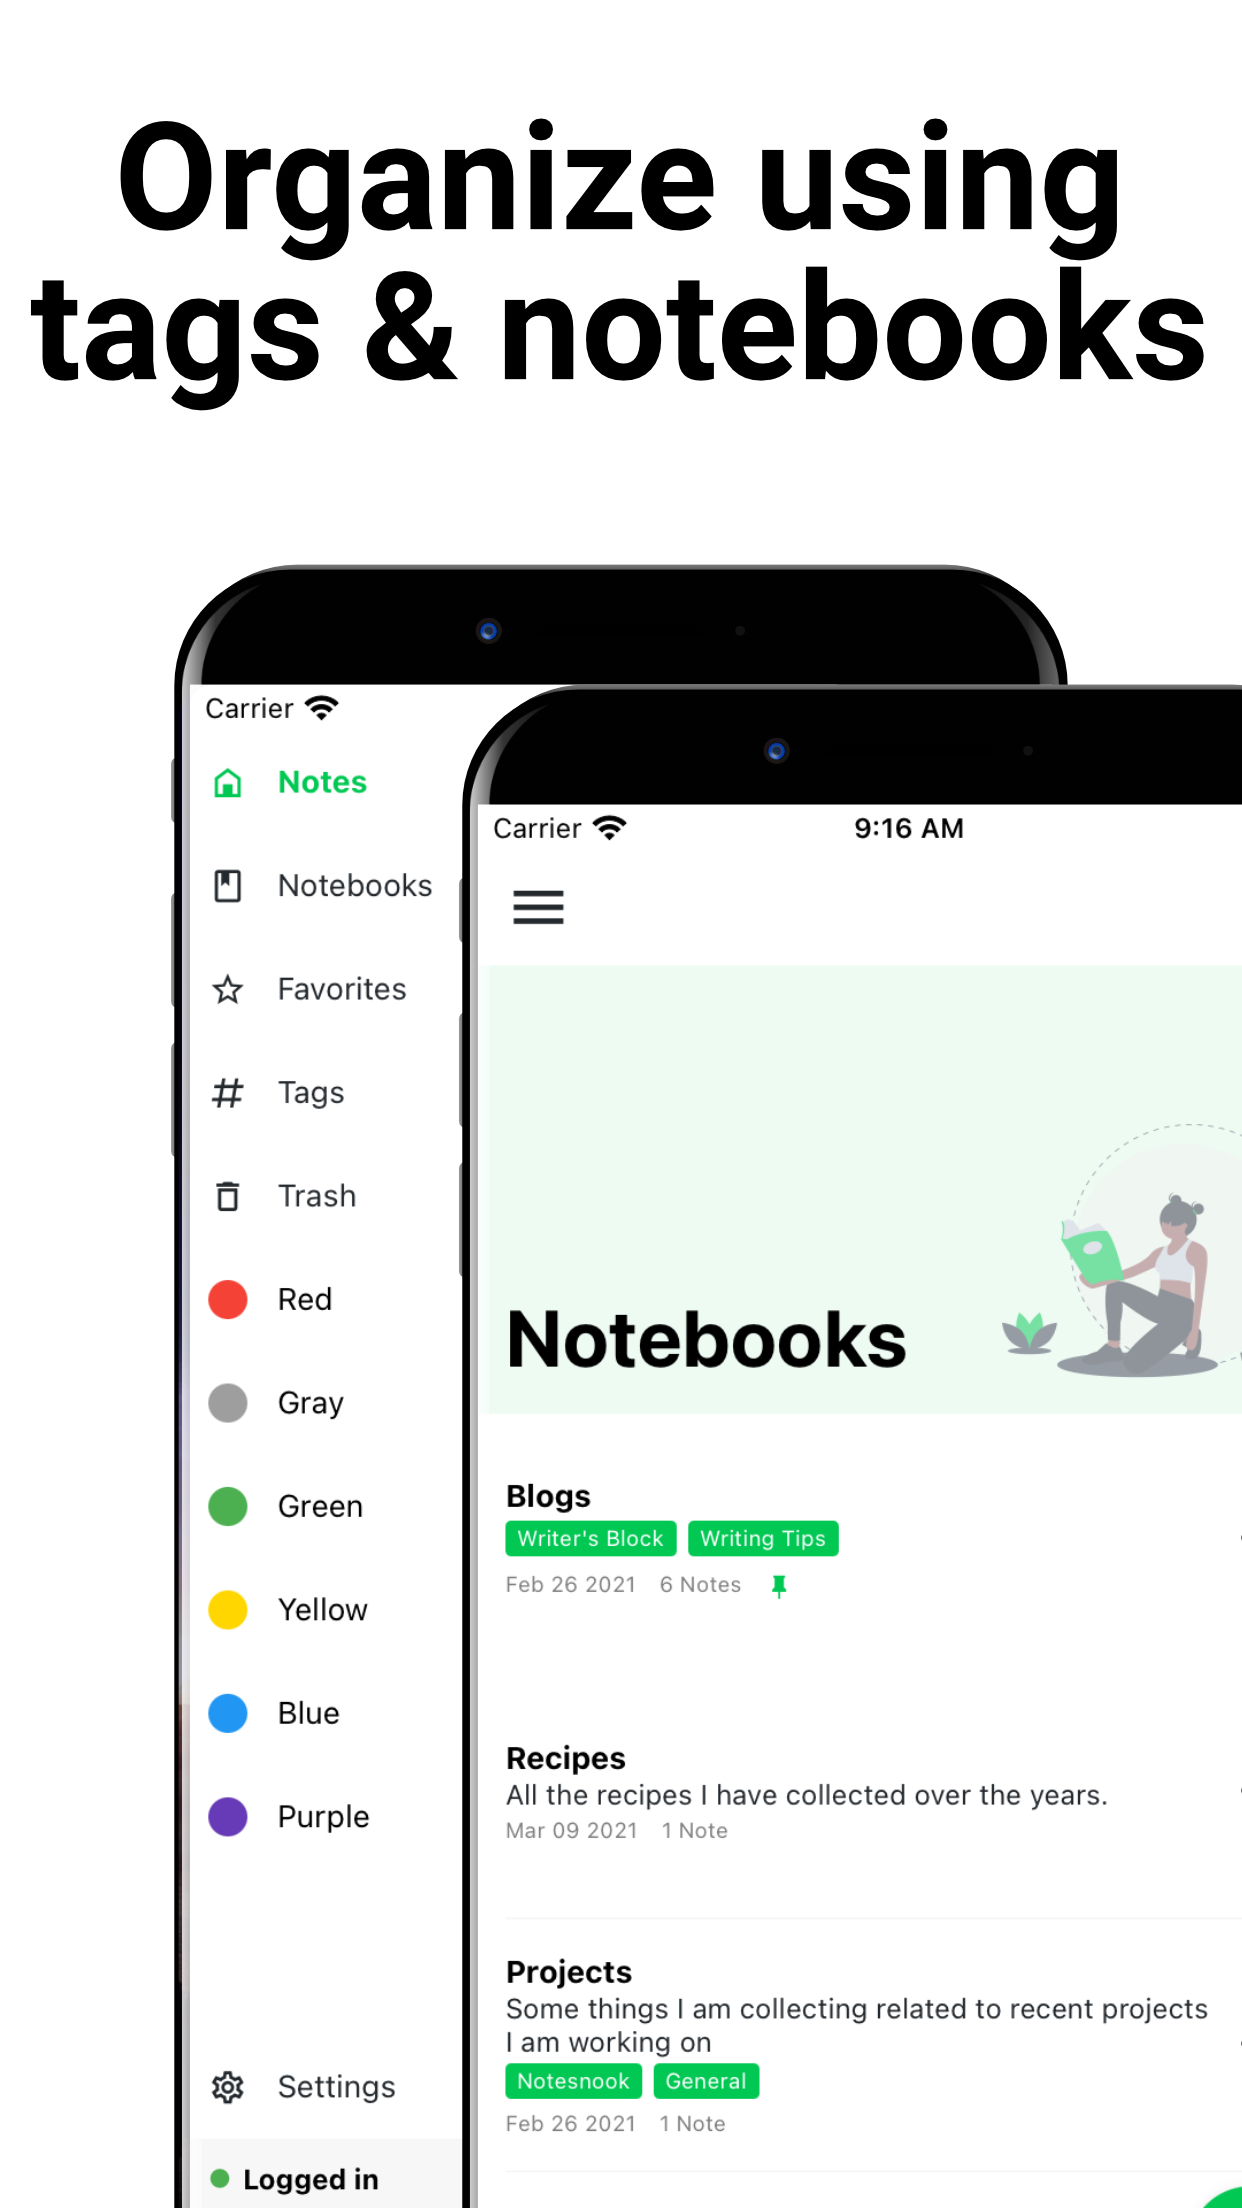 Organize using
tags & notebooks
Carrier
Notes
Notebooks
Favorites
Tags
Trash
Red
Gray
Green
Yellow
Blue
Purple
Settings
Logged in
Carrier 9:16 AM
Notebooks
Blogs
Writer's Block Writing Tips
Feb 26 2021 6 Notes
Recipes
All the recipes I have collected over the years.
Mar 09 2021 1 Note
Projects
Some things I am collecting related to recent projects
I am working on
Notesnook General
Feb 26 2021 1 Note